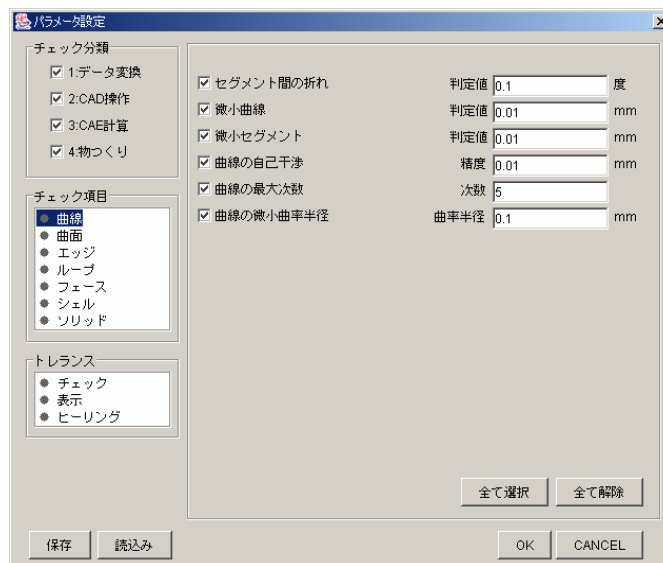 パラメータ設定
チェック分類
1:データ変換
2:CAD操作
3:CAE計算
4:物つくり
チェック項目
曲線
曲面
エッジ
ループ
フェース
シェル
ソリッド
トレランス
チェック
表示
ヒーリング
セグメント間の折れ 判定値 0.1 度
微小曲線 判定値 0.01 mm
微小セグメント 判定値 0.01 mm
曲線の自己干渉 精度 0.01 mm
曲線の最大次数 次数 5
曲線の微小曲率半径 曲率半径 0.1 mm
全て選択 全て解除
保存 読込み OK CANCEL